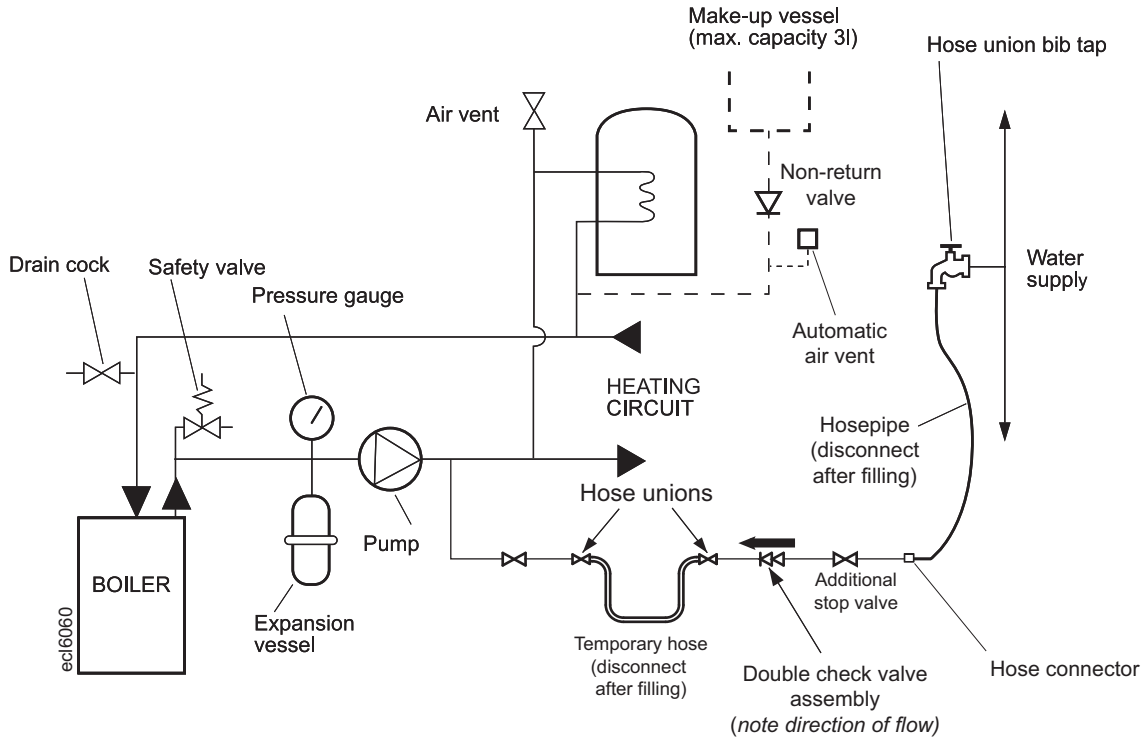 Make-up vessel
(max. capacity 3l)
Hose union bib tap
Air vent
Non-return
valve
Drain cock
Safety valve
Pressure gauge
Water
supply
Automatic
air vent
HEATING
CIRCUIT
Hosepipe
(disconnect
after filling)
Hose unions
Pump
BOILER
Additional
stop valve
Expansion
vessel
ecl6060
Temporary hose
(disconnect
after filling)
Double check valve
assembly
(note direction of flow)
Hose connector